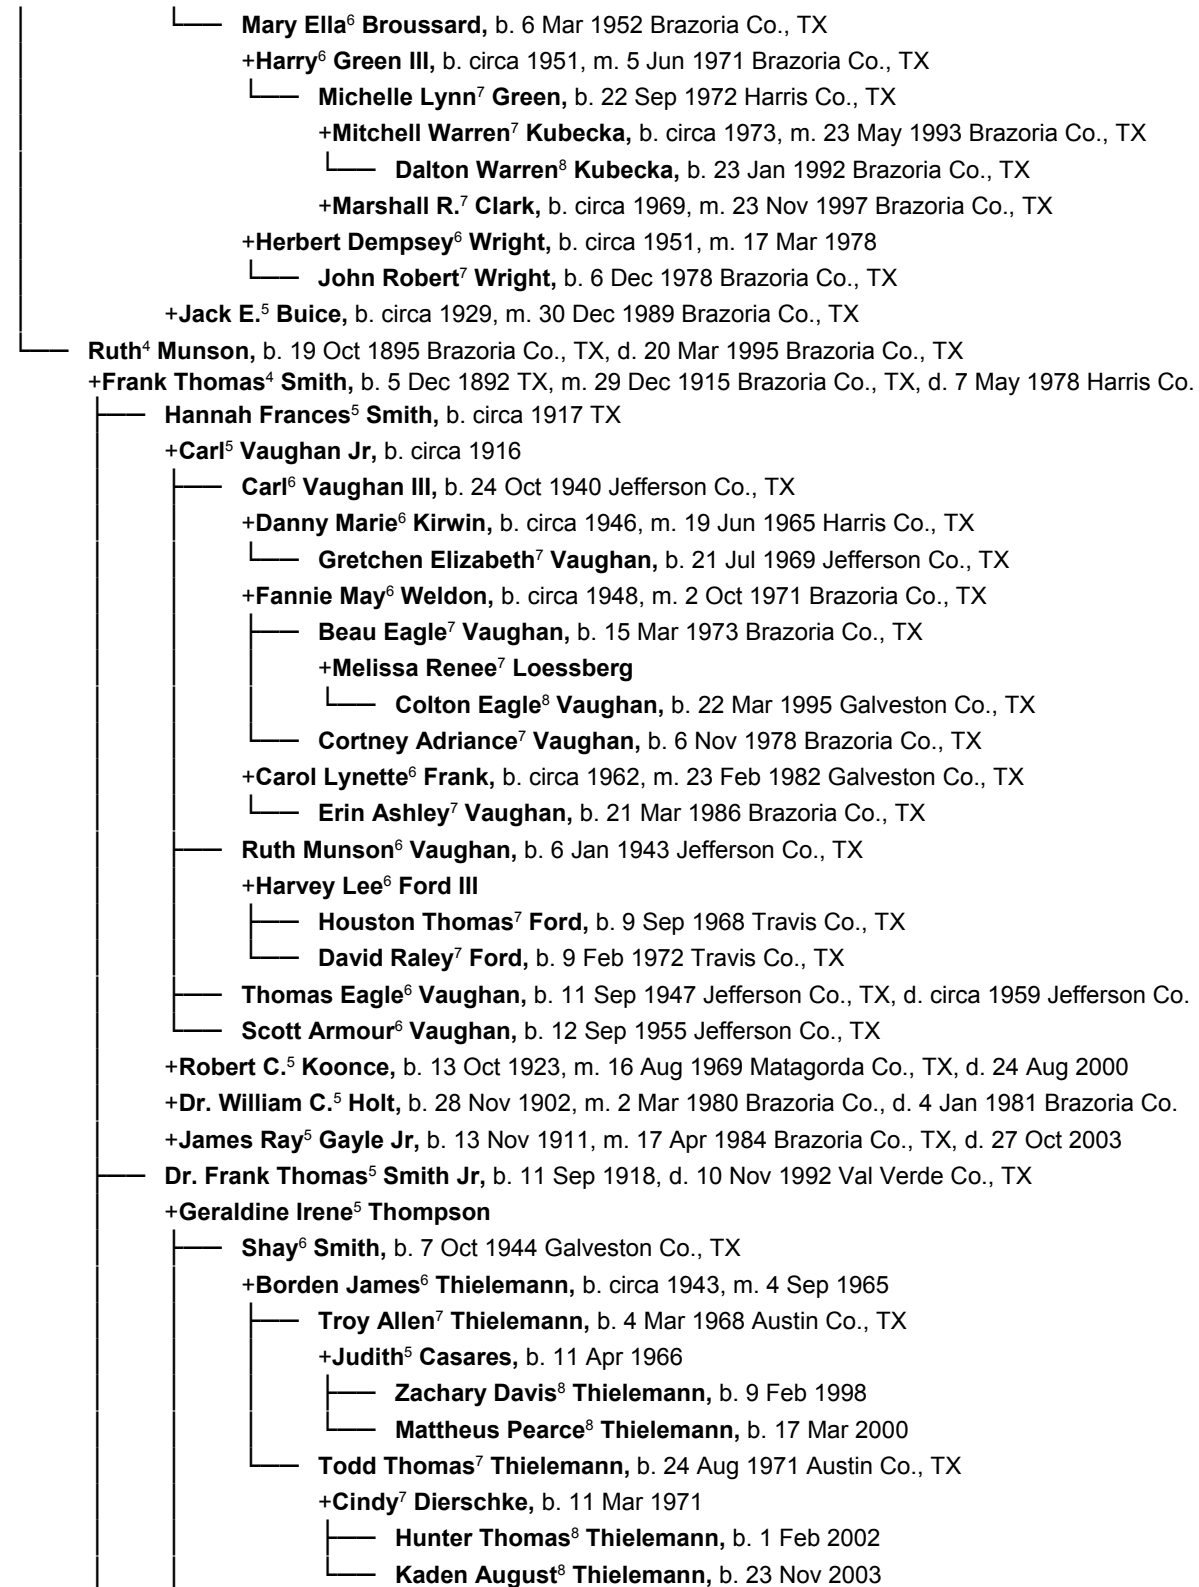 Mary Ella⁶ Broussard, b. 6 Mar 1952 Brazoria Co., TX
+Harry⁶ Green III, b. circa 1951, m. 5 Jun 1971 Brazoria Co., TX
Michelle Lynn⁷ Green, b. 22 Sep 1972 Harris Co., TX
+Mitchell Warren⁷ Kubecka, b. circa 1973, m. 23 May 1993 Brazoria Co., TX
Dalton Warren⁸ Kubecka, b. 23 Jan 1992 Brazoria Co., TX
+Marshall R.⁷ Clark, b. circa 1969, m. 23 Nov 1997 Brazoria Co., TX
+Herbert Dempsey⁶ Wright, b. circa 1951, m. 17 Mar 1978
John Robert⁷ Wright, b. 6 Dec 1978 Brazoria Co., TX
+Jack E.⁵ Buice, b. circa 1929, m. 30 Dec 1989 Brazoria Co., TX
Ruth⁴ Munson, b. 19 Oct 1895 Brazoria Co., TX, d. 20 Mar 1995 Brazoria Co., TX
+Frank Thomas⁴ Smith, b. 5 Dec 1892 TX, m. 29 Dec 1915 Brazoria Co., TX, d. 7 May 1978 Harris Co.
Hannah Frances⁵ Smith, b. circa 1917 TX
+Carl⁵ Vaughan Jr, b. circa 1916
Carl⁶ Vaughan III, b. 24 Oct 1940 Jefferson Co., TX
+Danny Marie⁶ Kirwin, b. circa 1946, m. 19 Jun 1965 Harris Co., TX
Gretchen Elizabeth⁷ Vaughan, b. 21 Jul 1969 Jefferson Co., TX
+Fannie May⁶ Weldon, b. circa 1948, m. 2 Oct 1971 Brazoria Co., TX
Beau Eagle⁷ Vaughan, b. 15 Mar 1973 Brazoria Co., TX
+Melissa Renee⁷ Loessberg
Colton Eagle⁸ Vaughan, b. 22 Mar 1995 Galveston Co., TX
Cortney Adriance⁷ Vaughan, b. 6 Nov 1978 Brazoria Co., TX
+Carol Lynette⁶ Frank, b. circa 1962, m. 23 Feb 1982 Galveston Co., TX
Erin Ashley⁷ Vaughan, b. 21 Mar 1986 Brazoria Co., TX
Ruth Munson⁶ Vaughan, b. 6 Jan 1943 Jefferson Co., TX
+Harvey Lee⁶ Ford III
Houston Thomas⁷ Ford, b. 9 Sep 1968 Travis Co., TX
David Raley⁷ Ford, b. 9 Feb 1972 Travis Co., TX
Thomas Eagle⁶ Vaughan, b. 11 Sep 1947 Jefferson Co., TX, d. circa 1959 Jefferson Co.
Scott Armour⁶ Vaughan, b. 12 Sep 1955 Jefferson Co., TX
+Robert C.⁵ Koonce, b. 13 Oct 1923, m. 16 Aug 1969 Matagorda Co., TX, d. 24 Aug 2000
+Dr. William C.⁵ Holt, b. 28 Nov 1902, m. 2 Mar 1980 Brazoria Co., d. 4 Jan 1981 Brazoria Co.
+James Ray⁵ Gayle Jr, b. 13 Nov 1911, m. 17 Apr 1984 Brazoria Co., TX, d. 27 Oct 2003
Dr. Frank Thomas⁵ Smith Jr, b. 11 Sep 1918, d. 10 Nov 1992 Val Verde Co., TX
+Geraldine Irene⁵ Thompson
Shay⁶ Smith, b. 7 Oct 1944 Galveston Co., TX
+Borden James⁶ Thielemann, b. circa 1943, m. 4 Sep 1965
Troy Allen⁷ Thielemann, b. 4 Mar 1968 Austin Co., TX
+Judith⁵ Casares, b. 11 Apr 1966
Zachary Davis⁸ Thielemann, b. 9 Feb 1998
Mattheus Pearce⁸ Thielemann, b. 17 Mar 2000
Todd Thomas⁷ Thielemann, b. 24 Aug 1971 Austin Co., TX
+Cindy⁷ Dierschke, b. 11 Mar 1971
Hunter Thomas⁸ Thielemann, b. 1 Feb 2002
Kaden August⁸ Thielemann, b. 23 Nov 2003